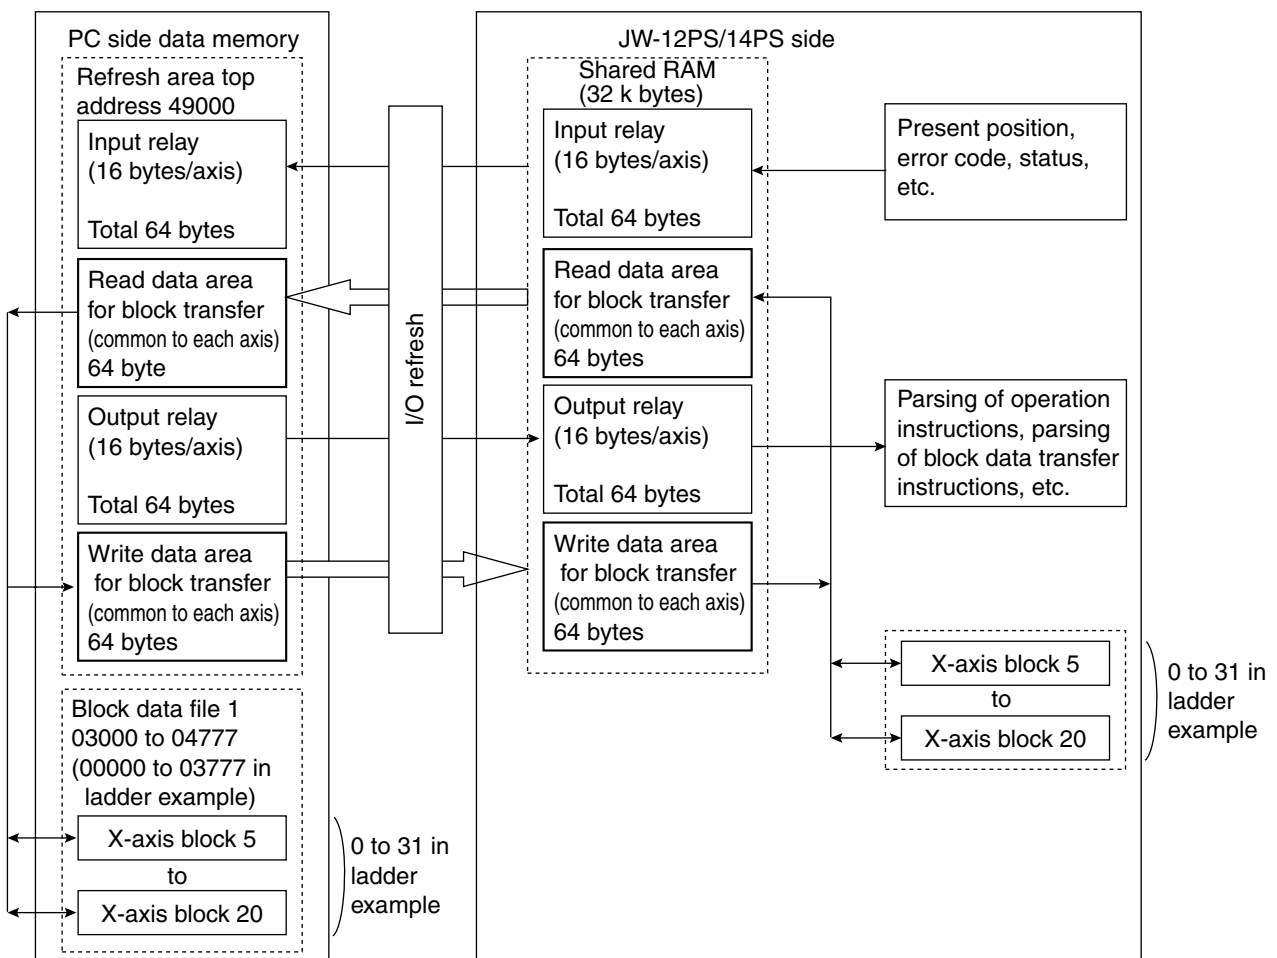 PC side data memory
Refresh area top
address 49000
Input relay
(16 bytes/axis)
Total 64 bytes
Read data area
for block transfer
(common to each axis)
64 byte
Output relay
(16 bytes/axis)
Total 64 bytes
Write data area
for block transfer
(common to each axis)
64 bytes
Block data file 1
03000 to 04777
(00000 to 03777 in
ladder example)
X-axis block 5
to
X-axis block 20
0 to 31 in
ladder
example
I/O refresh
JW-12PS/14PS side
Shared RAM
(32 k bytes)
Input relay
(16 bytes/axis)
Total 64 bytes
Read data area
for block transfer
(common to each axis)
64 bytes
Output relay
(16 bytes/axis)
Total 64 bytes
Write data area
for block transfer
(common to each axis)
64 bytes
Present position,
error code, status,
etc.
Parsing of operation
instructions, parsing
of block data transfer
instructions, etc.
X-axis block 5
to
X-axis block 20
0 to 31 in
ladder
example